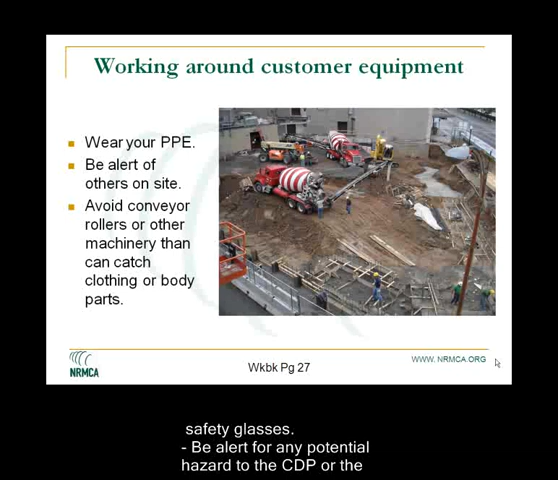 Working around customer equipment
Wear your PPE.
Be alert of
others on site.
Avoid conveyor
rollers or other
machinery than
can catch
clothing or body
parts.
NRMCA
Wkbk Pg 27
WWW. NRMCA.ORG
safety glasses.
- Be alert for any potential
hazard to the CDP or the